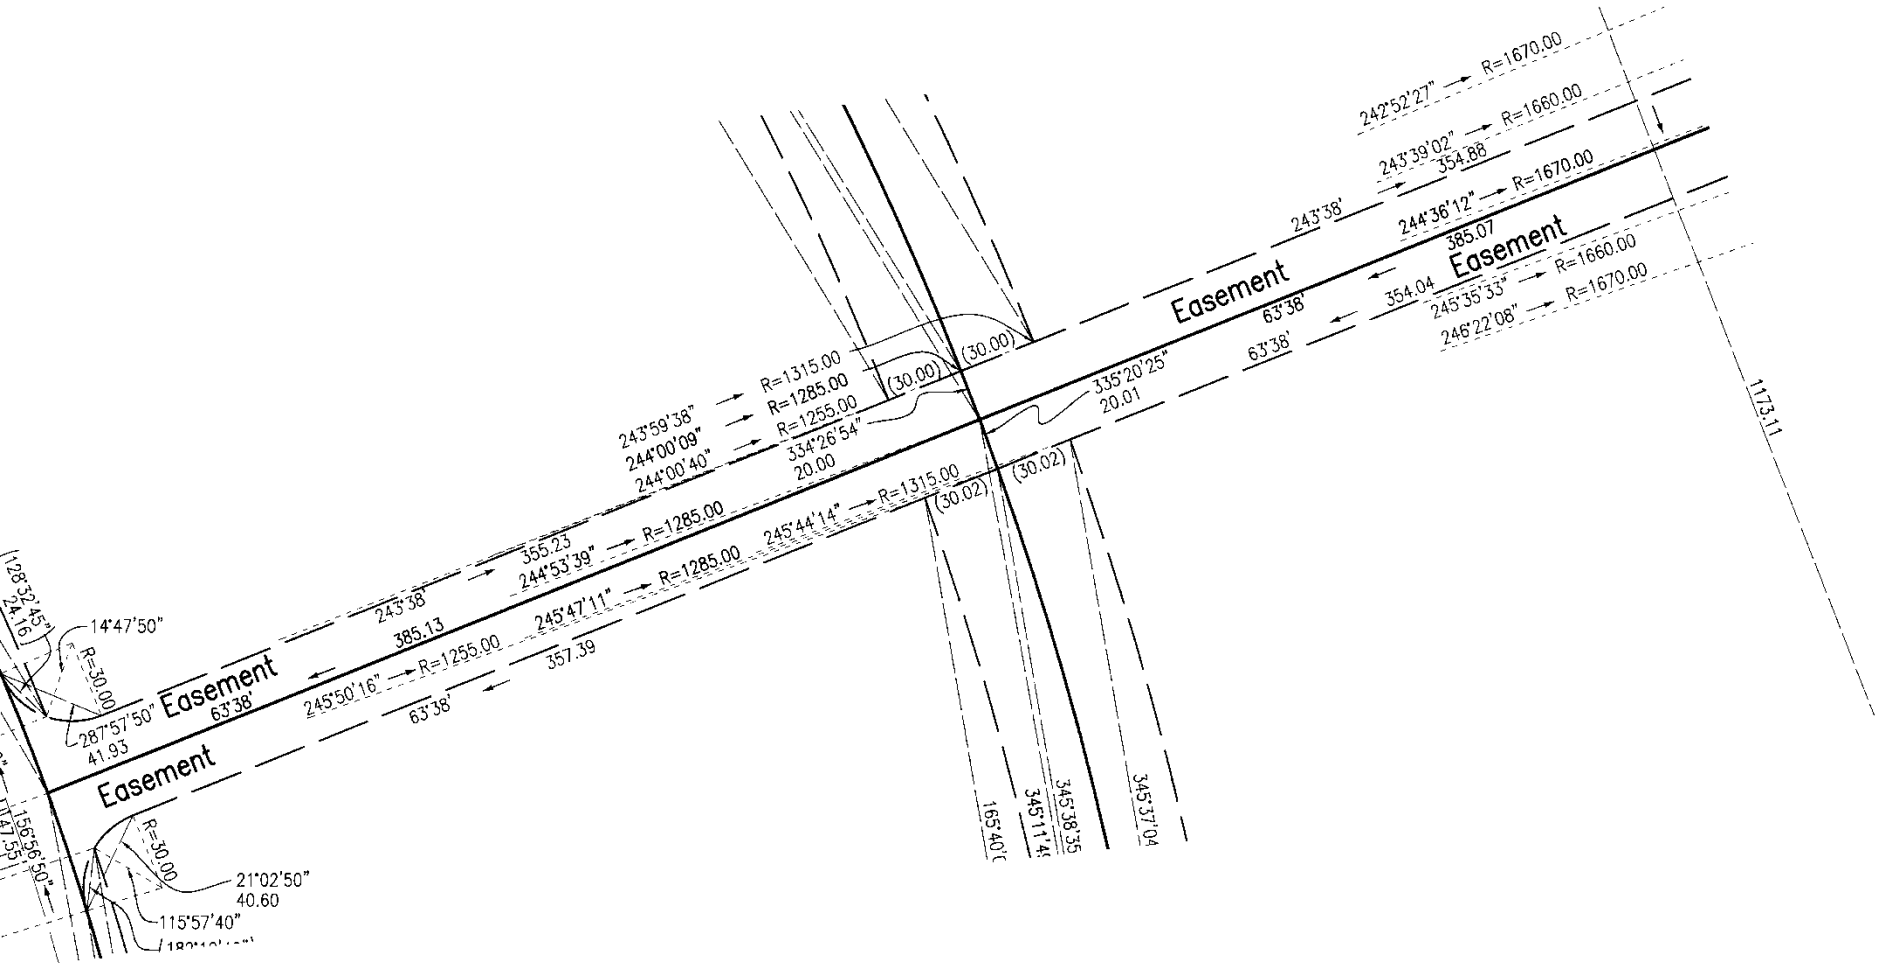 242°52'27" R=1670.00
243°39'02" R=1660.00
354.88
243°38'
244°36'12" R=1670.00
385.07
Easement
Easement
63°38'
354.04
245°35'33" R=1660.00
246°22'08" R=1670.00
63°38'
1173.11
(30.00)
(30.00)
335°20'25"
20.01
243°59'38" R=1315.00
244°00'09" R=1285.00
244°00'40" R=1255.00
334°26'54"
20.00
(30.02)
(30.02)
245°44'14" R=1315.00
355.23
244°53'39" R=1285.00
243°38'
245°47'11" R=1285.00
385.13
357.39
245°50'16" R=1255.00
63°38'
Easement
63°38'
Easement
128°32'45"
24.16
14°47'50"
R=30.00
287°57'50"
41.93
R=30.00
21°02'50"
40.60
115°57'40"
156°56'50"
345°38'35
345°37'04